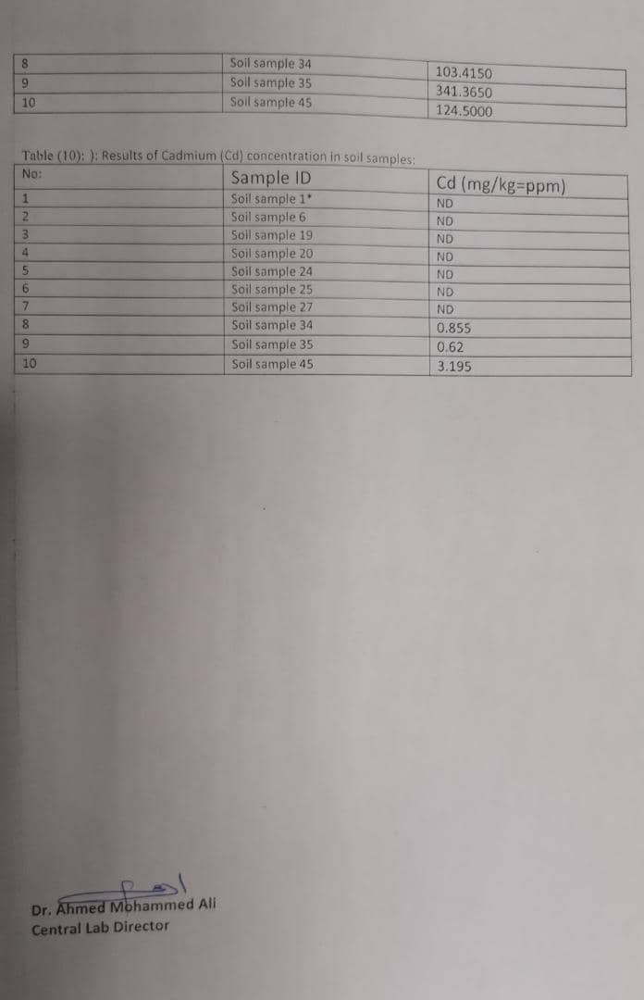 8 Soil sample 34 103.4150
9 Soil sample 35 341.3650
10 Soil sample 45 124.5000
Table (10): ): Results of Cadmium (Cd) concentration in soil samples:
No: Sample ID Cd (mg/kg=ppm)
1 Soil sample 1* ND
2 Soil sample 6 ND
3 Soil sample 19 ND
4 Soil sample 20 ND
5 Soil sample 24 ND
6 Soil sample 25 ND
7 Soil sample 27 ND
8 Soil sample 34 0.855
9 Soil sample 35 0.62
10 Soil sample 45 3.195
Dr. Ahmed Mohammed Ali
Central Lab Director